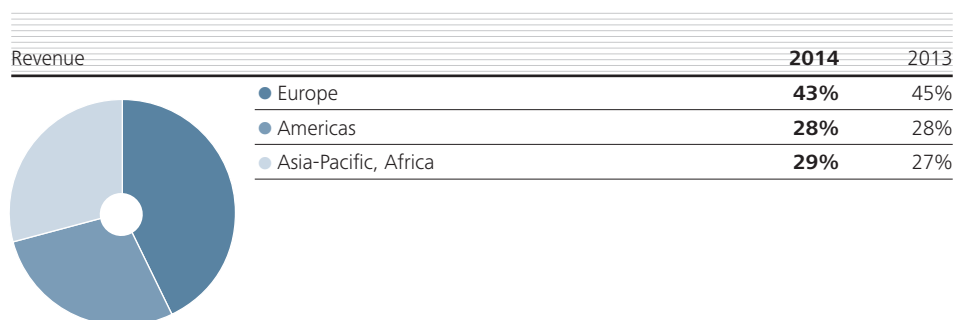 Revenue 2014 2013
Europe 43% 45%
Americas 28% 28%
Asia-Pacific, Africa 29% 27%